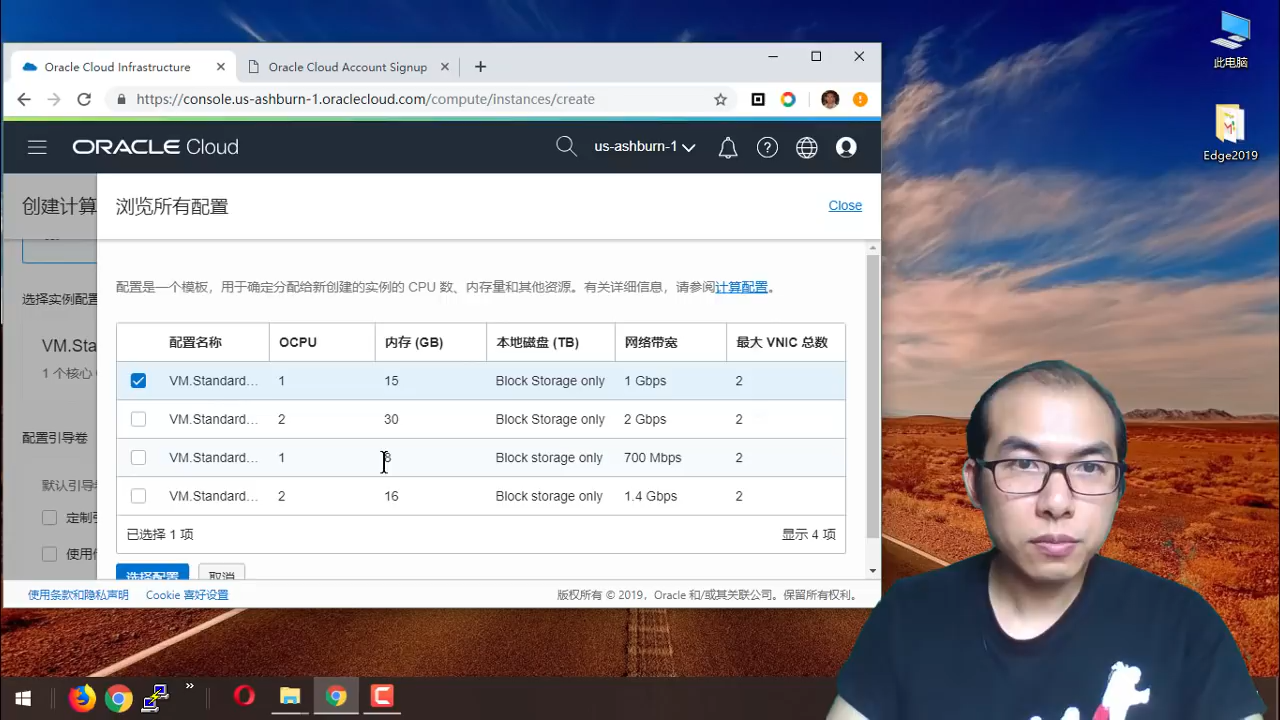 此电脑
Edge2019
Oracle Cloud Infrastructure
Oracle Cloud Account Signup
https://console.us-ashburn-1.oraclecloud.com/compute/instances/create
ORACLE Cloud
us-ashburn-1
创建计算
浏览所有配置
Close
配置是一个模板，用于确定分配给新创建的实例的 CPU 数、内存量和其他资源。有关详细信息，请参阅计算配置。
选择实例配置
VM.Sta
1 个核心
配置引导卷
默认引导
定制引
使用
配置名称 OCPU 内存 (GB) 本地磁盘 (TB) 网络带宽 最大 VNIC 总数
VM.Standard... 1 15 Block Storage only 1 Gbps 2
VM.Standard... 2 30 Block Storage only 2 Gbps 2
VM.Standard... 1 8 Block storage only 700 Mbps 2
VM.Standard... 2 16 Block storage only 1.4 Gbps 2
已选择 1 项 显示 4 项
选择配置 取消
使用条款和隐私声明 Cookie 喜好设置 版权所有 © 2019，Oracle 和/或其关联公司。保留所有权利。